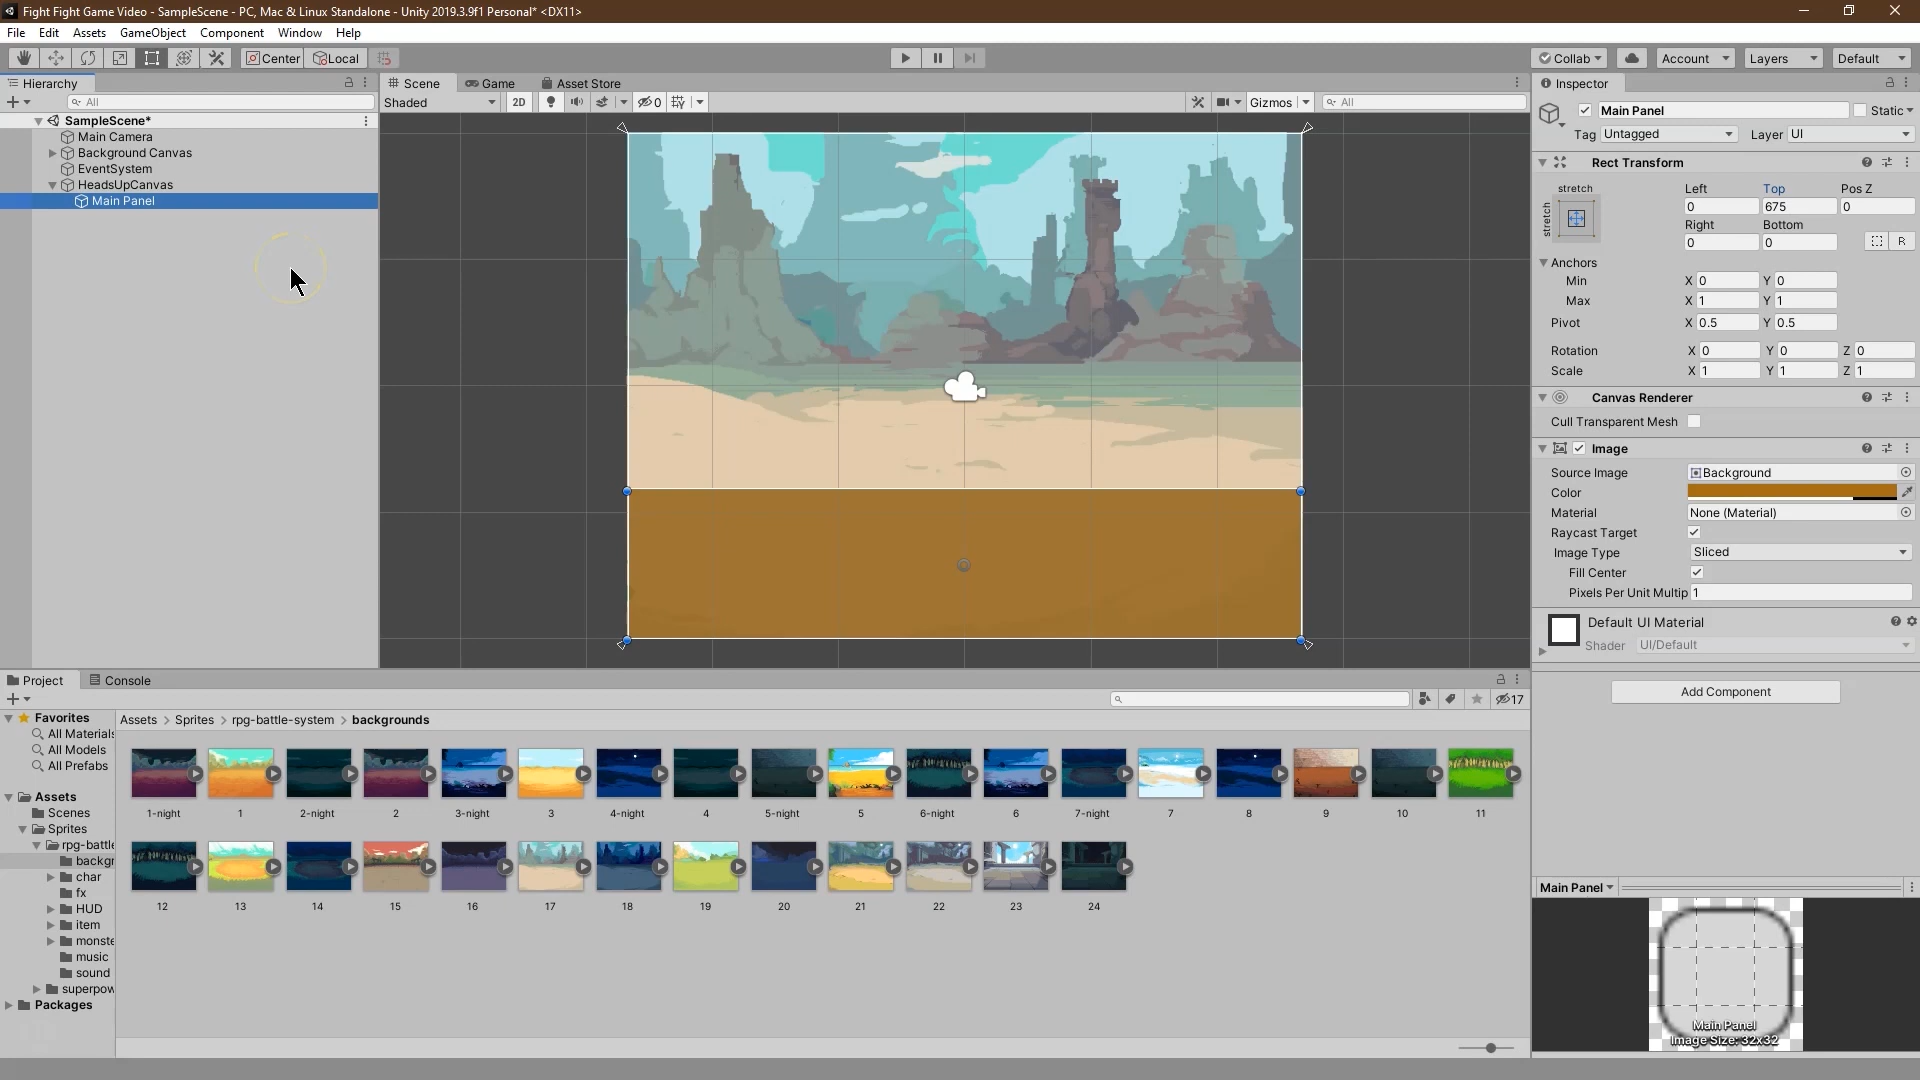 Fight Fight Game Video - SampleScene - PC, Mac & Linux Standalone - Unity 2019.3.9f1 Personal* <DX11>
File Edit Assets GameObject Component Window Help
Center Local Collab Account Layers Default
Hierarchy
All
SampleScene*
Main Camera
Background Canvas
EventSystem
HeadsUpCanvas
Main Panel
Scene Game Asset Store
Shaded 2D 0 Gizmos All
Inspector
Main Panel Static
Tag Untagged Layer UI
Rect Transform
stretch
stretch
Left Top Pos Z
0 675 0
Right Bottom
0 0 R
Anchors
Min X 0 Y 0
Max X 1 Y 1
Pivot X 0.5 Y 0.5
Rotation X 0 Y 0 Z 0
Scale X 1 Y 1 Z 1
Canvas Renderer
Cull Transparent Mesh
Image
Source Image Background
Color
Material None (Material)
Raycast Target
Image Type Sliced
Fill Center
Pixels Per Unit Multip 1
Default UI Material
Shader UI/Default
Add Component
Main Panel
Main Panel
Image Size: 32x32
Project Console
17
Favorites
All Materials
All Models
All Prefabs
Assets
Scenes
Sprites
rpg-battle
backgr
char
fx
HUD
item
monste
music
sound
superpow
Packages
Assets > Sprites > rpg-battle-system > backgrounds
1-night 1 2-night 2 3-night 3 4-night 4 5-night 5 6-night 6 7-night 7 8 9 10 11
12 13 14 15 16 17 18 19 20 21 22 23 24